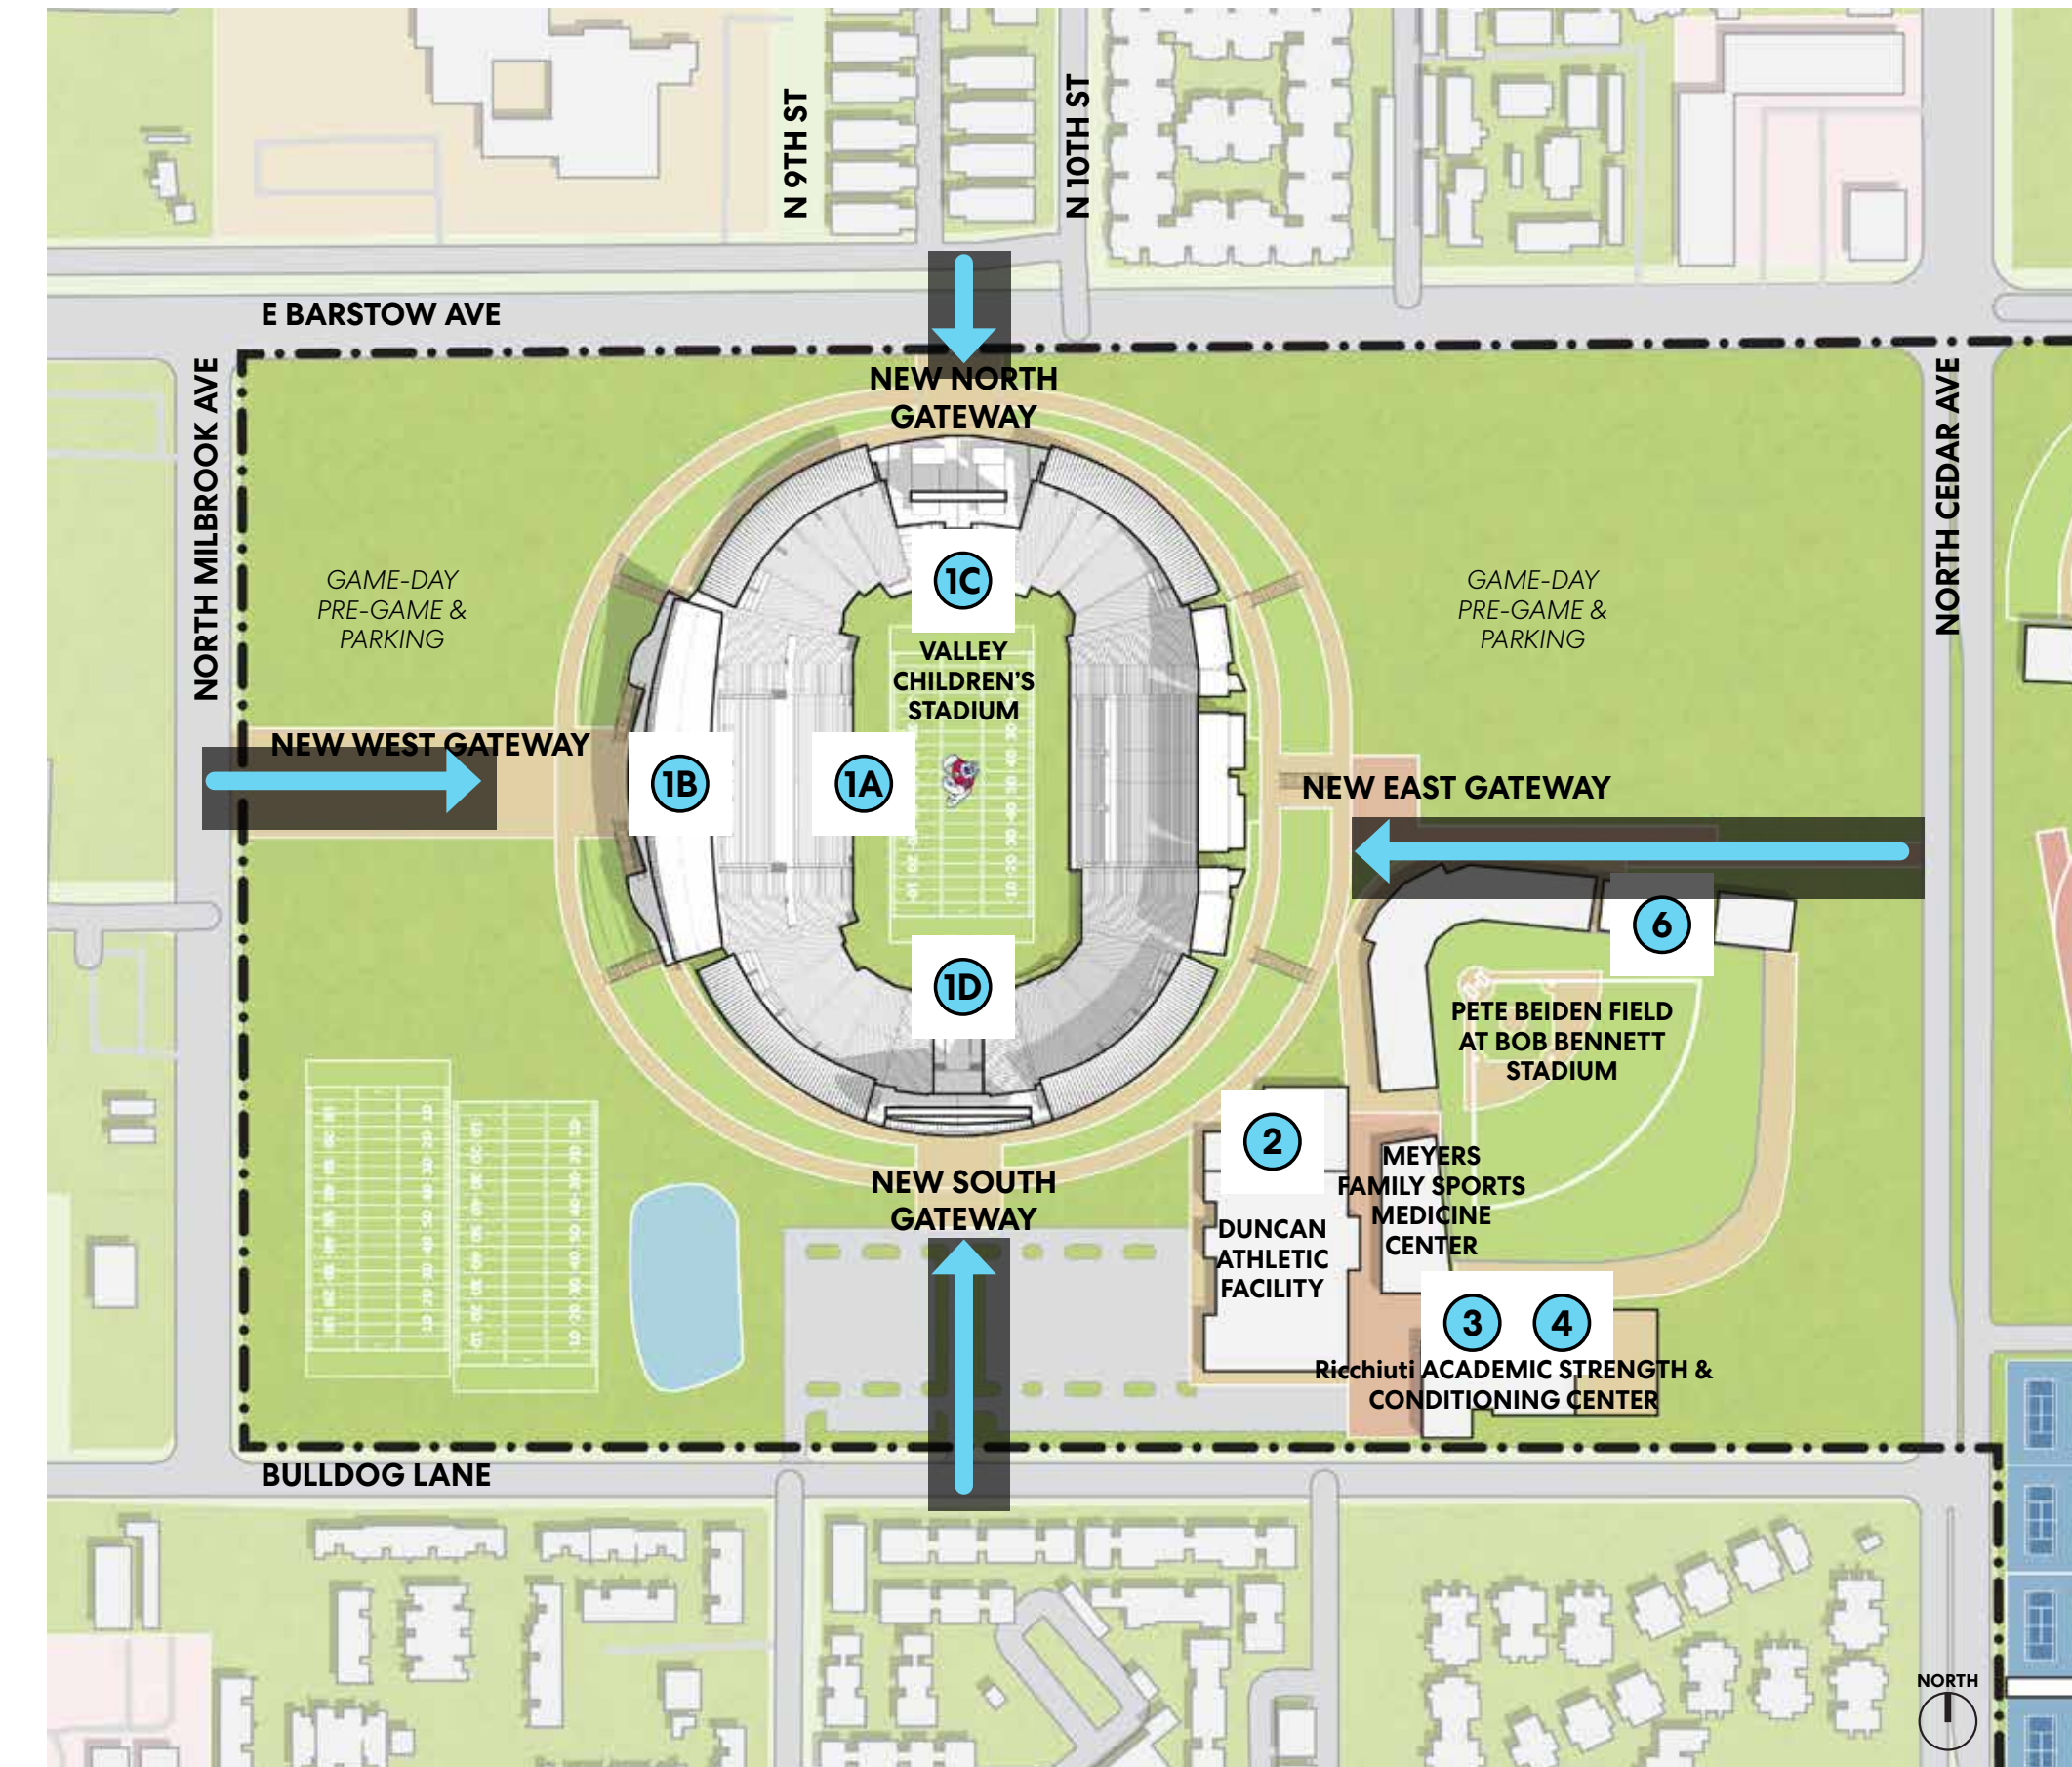 N 9TH ST
N 10TH ST
E BARSTOW AVE
NORTH MILBROOK AVE
NORTH CEDAR AVE
NEW NORTH
GATEWAY
GAME-DAY
PRE-GAME &
PARKING
1C
GAME-DAY
PRE-GAME &
PARKING
VALLEY
CHILDREN'S
STADIUM
NEW WEST GATEWAY
1B
1A
NEW EAST GATEWAY
6
1D
PETE BEIDEN FIELD
AT BOB BENNETT
STADIUM
2
MEYERS
FAMILY SPORTS
MEDICINE
CENTER
NEW SOUTH
GATEWAY
DUNCAN
ATHLETIC
FACILITY
3
4
Ricchiuti ACADEMIC STRENGTH &
CONDITIONING CENTER
BULLDOG LANE
NORTH